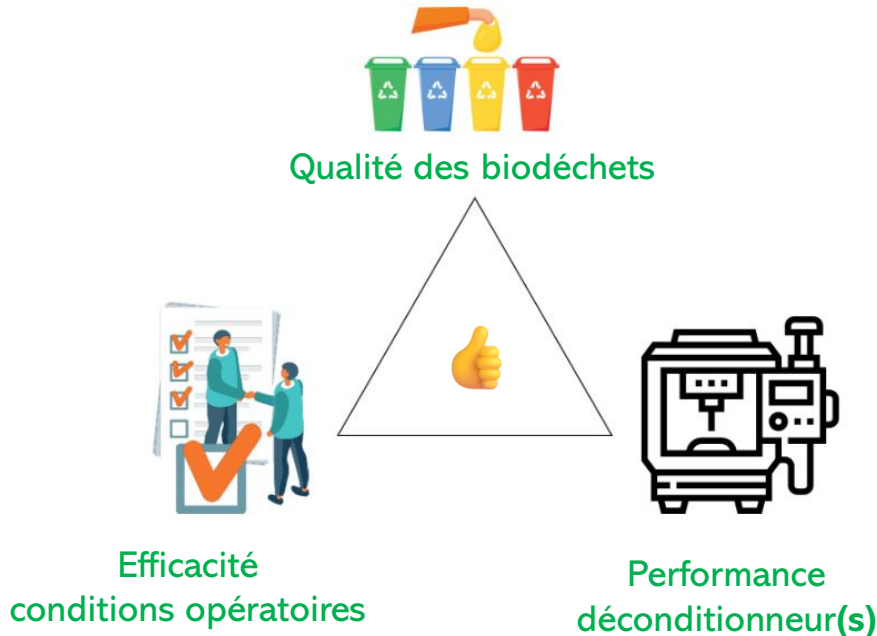 Qualité des biodéchets
Efficacité
conditions opératoires
Performance
déconditionneur(s)